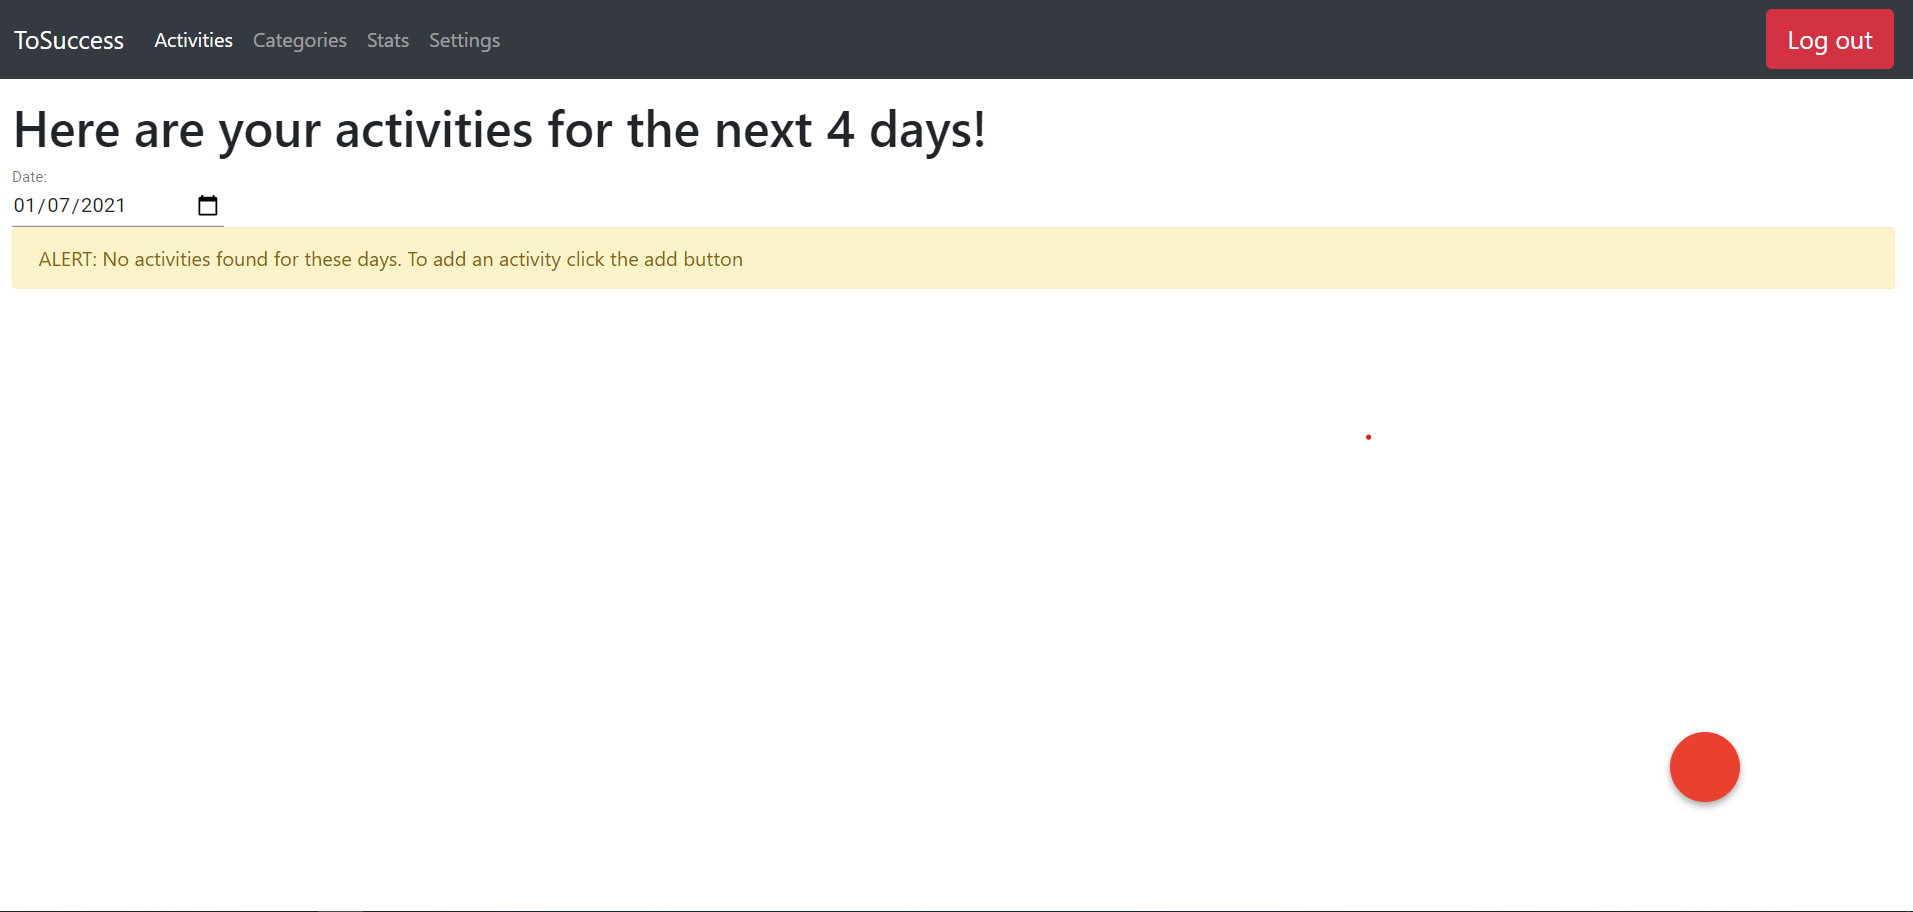 ToSuccess Activities Categories Stats Settings Log out
Here are your activities for the next 4 days!
Date:
01/07/2021
ALERT: No activities found for these days. To add an activity click the add button